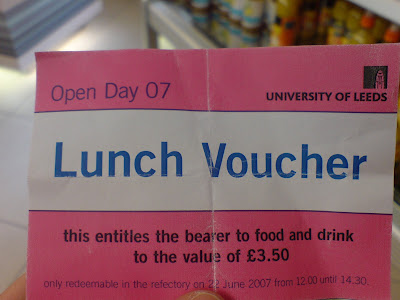 Open Day 07
UNIVERSITY OF LEEDS
Lunch Voucher
this entitles the bearer to food and drink
to the value of £3.50
only redeemable in the refectory on 22 June 2007 from 12.00 until 14.30.